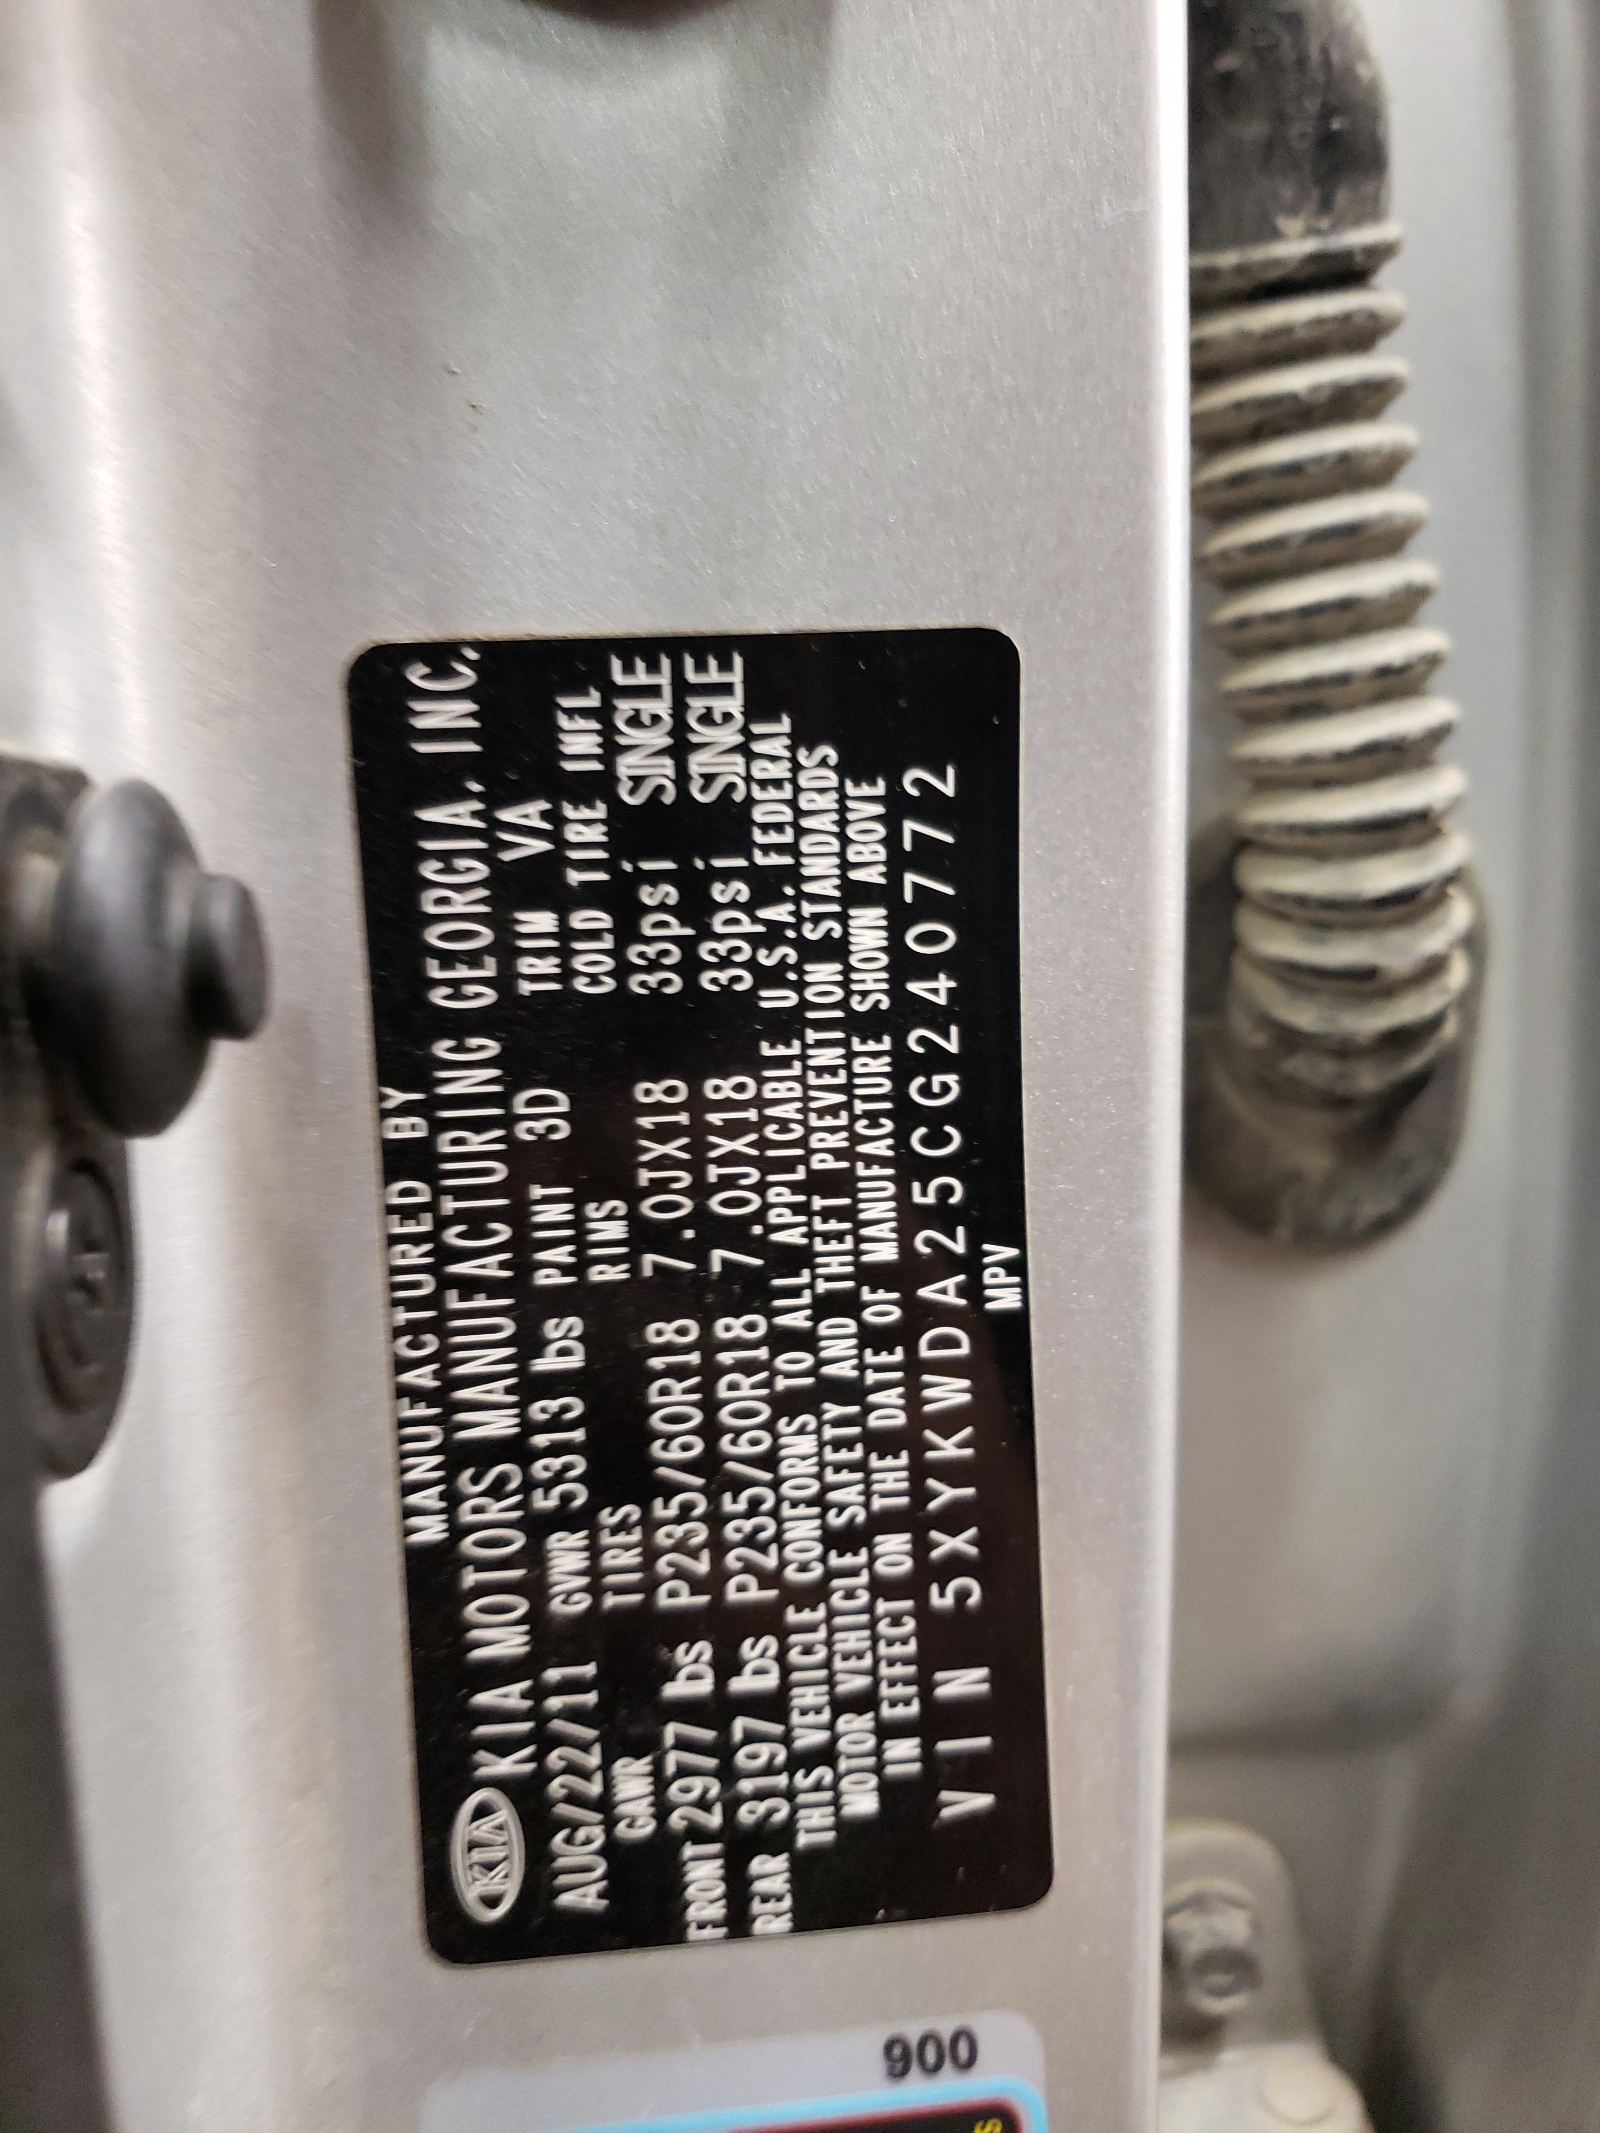 MANUFACTURED BY
KIA KIA MOTORS MANUFACTURING GEORGIA, INC.
AUG/22/11 GVWR 5313 lbs PAINT 3D TRIM VA
GAWR TIRES RIMS COLD TIRE INFL
FRONT 2977 lbs P235/60R18 7.0JX18 33psi SINGLE
REAR 3197 lbs P235/60R18 7.0JX18 33psi SINGLE
THIS VEHICLE CONFORMS TO ALL APPLICABLE U.S.A. FEDERAL
MOTOR VEHICLE SAFETY AND THEFT PREVENTION STANDARDS
IN EFFECT ON THE DATE OF MANUFACTURE SHOWN ABOVE
VIN 5XYKWDA25CG240772
MPV
900